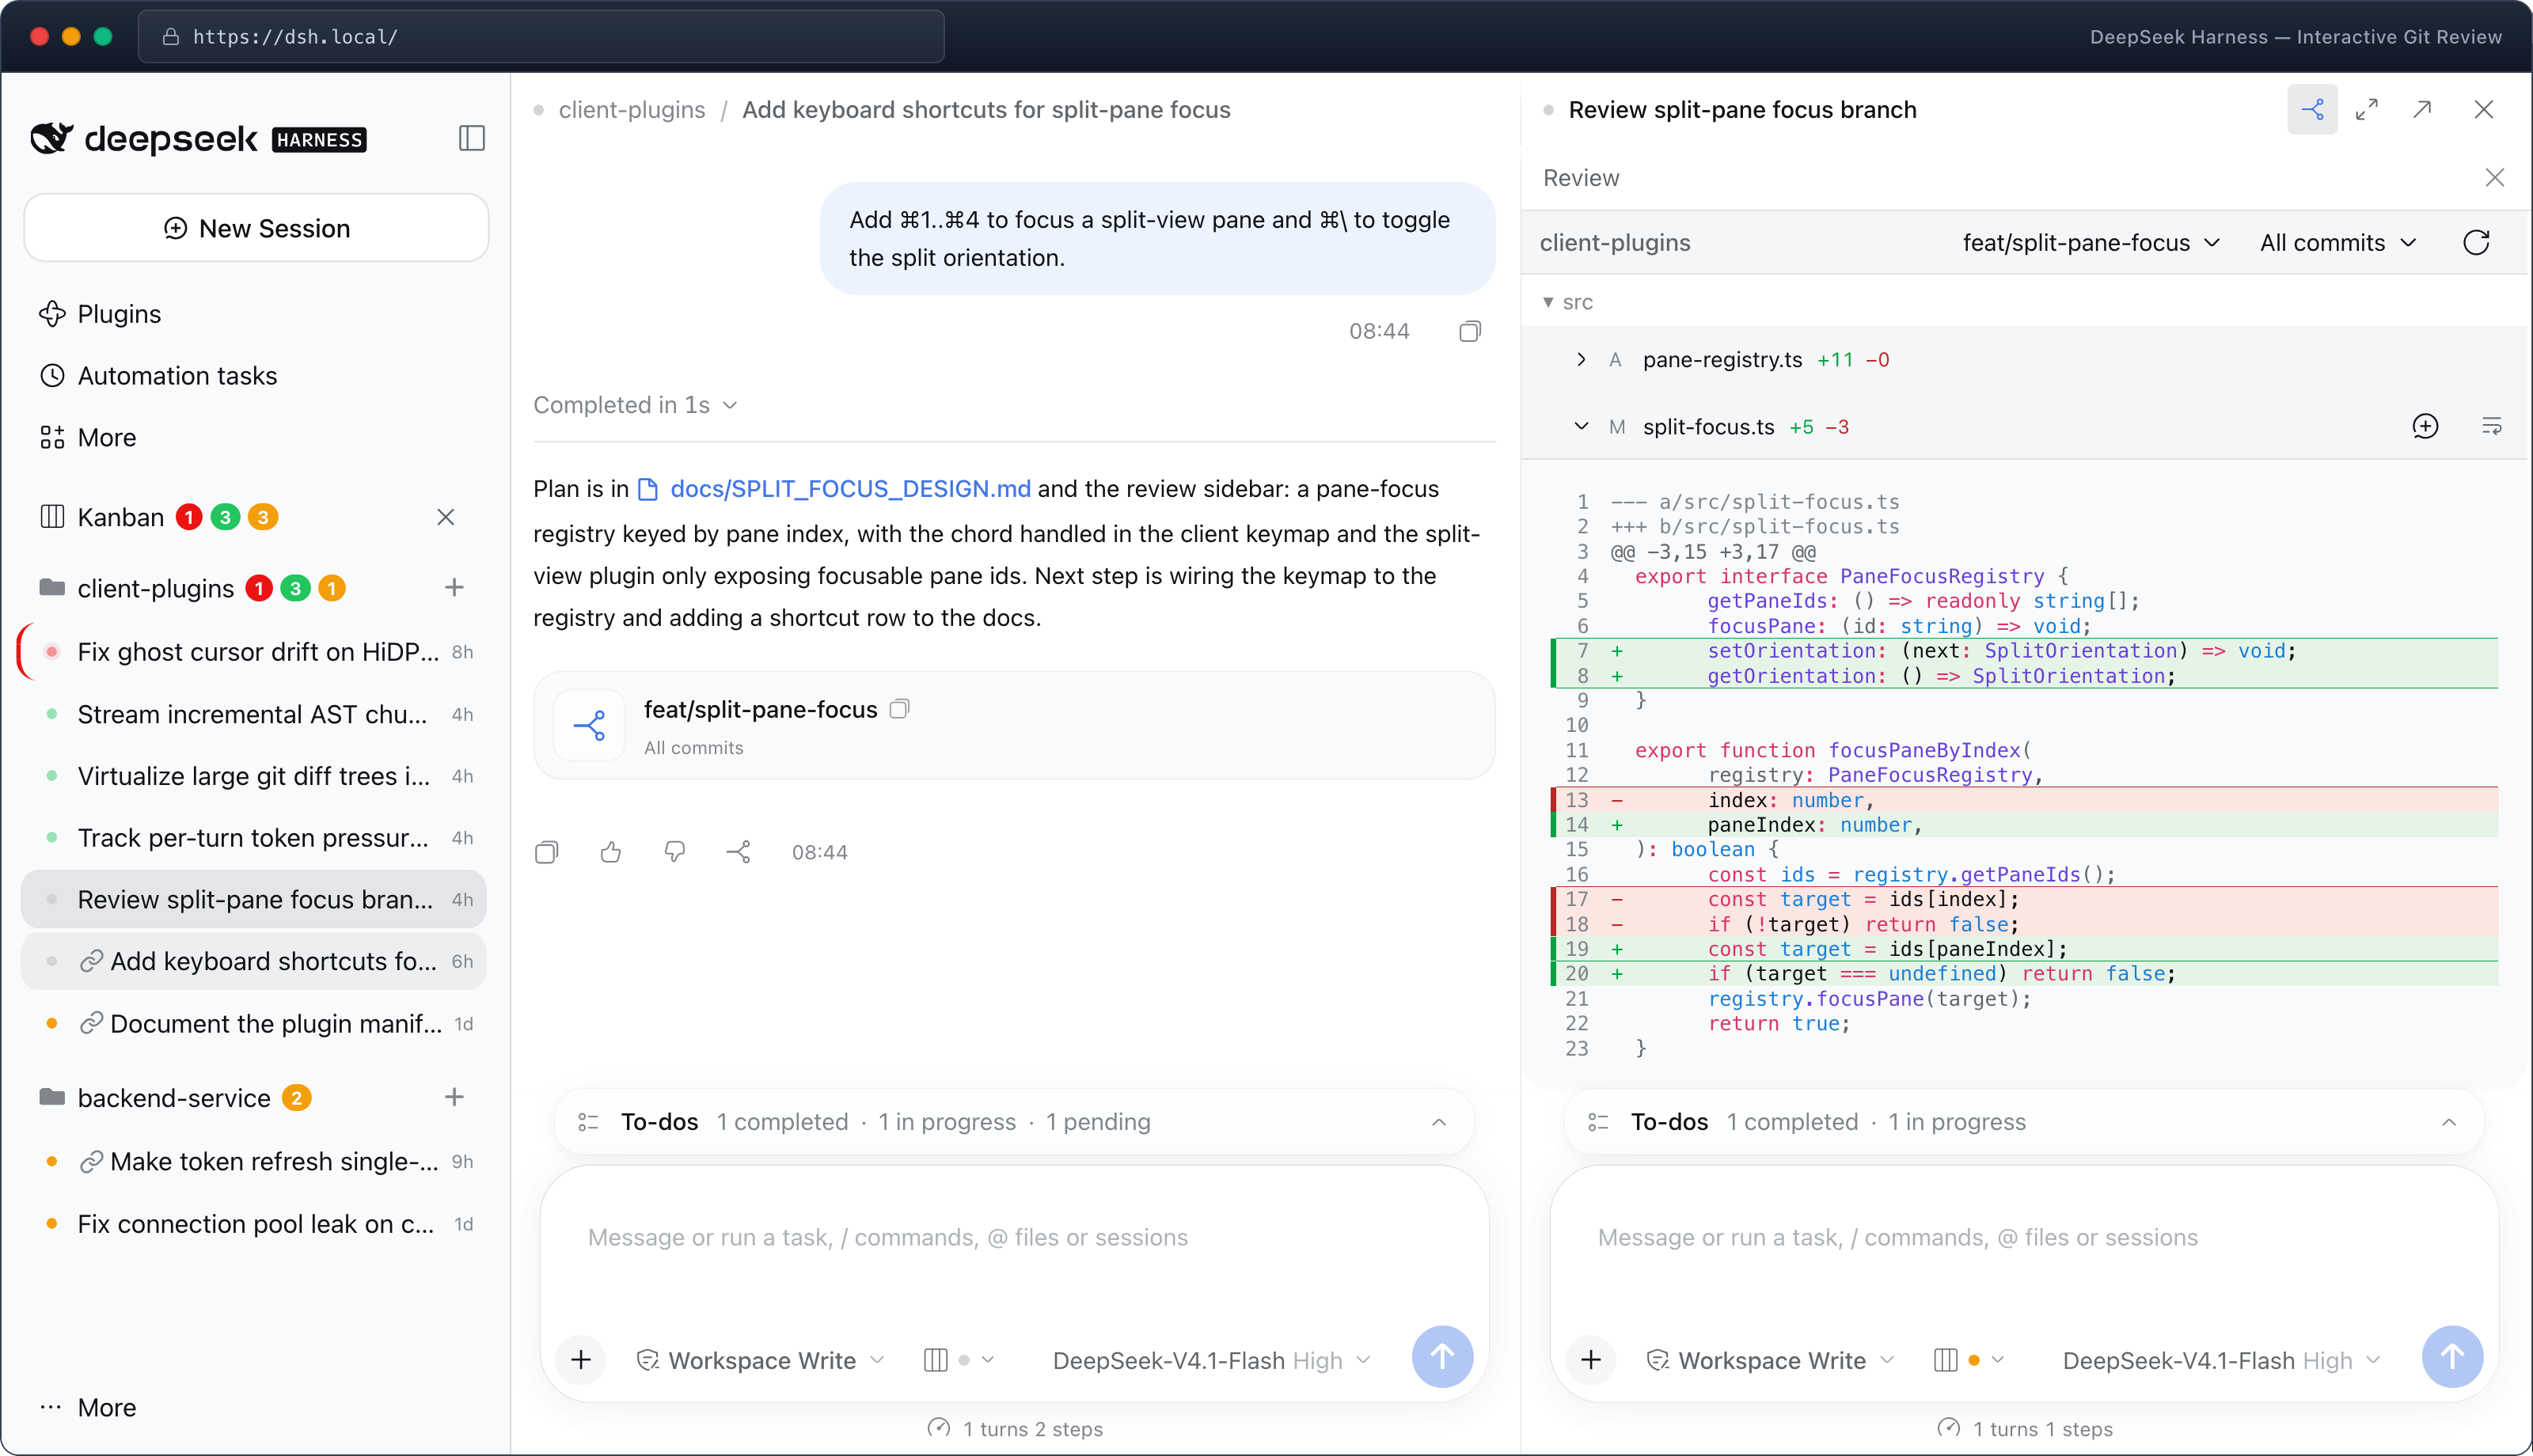 https://dsh.local/
DeepSeek Harness — Interactive Git Review
deepseek HARNESS
New Session
Plugins
Automation tasks
More
Kanban 1 3 3
client-plugins 1 3 1
Fix ghost cursor drift on HiDP... 8h
Stream incremental AST chu... 4h
Virtualize large git diff trees i... 4h
Track per-turn token pressur... 4h
Review split-pane focus bran... 4h
Add keyboard shortcuts fo... 6h
Document the plugin manif... 1d
backend-service 2
Make token refresh single-... 9h
Fix connection pool leak on c... 1d
More
client-plugins / Add keyboard shortcuts for split-pane focus
Add ⌘1..⌘4 to focus a split-view pane and ⌘\ to toggle
the split orientation.
08:44
Completed in 1s
Plan is in docs/SPLIT_FOCUS_DESIGN.md and the review sidebar: a pane-focus
registry keyed by pane index, with the chord handled in the client keymap and the split-
view plugin only exposing focusable pane ids. Next step is wiring the keymap to the
registry and adding a shortcut row to the docs.
feat/split-pane-focus
All commits
08:44
To-dos 1 completed · 1 in progress · 1 pending
Message or run a task, / commands, @ files or sessions
Workspace Write
DeepSeek-V4.1-Flash High
1 turns 2 steps
Review split-pane focus branch
Review
client-plugins feat/split-pane-focus All commits
src
A pane-registry.ts +11 −0
M split-focus.ts +5 −3
1 --- a/src/split-focus.ts
2 +++ b/src/split-focus.ts
3 @@ -3,15 +3,17 @@
4 export interface PaneFocusRegistry {
5 getPaneIds: () => readonly string[];
6 focusPane: (id: string) => void;
7 + setOrientation: (next: SplitOrientation) => void;
8 + getOrientation: () => SplitOrientation;
9 }
10
11 export function focusPaneByIndex(
12 registry: PaneFocusRegistry,
13 - index: number,
14 + paneIndex: number,
15 ): boolean {
16 const ids = registry.getPaneIds();
17 - const target = ids[index];
18 - if (!target) return false;
19 + const target = ids[paneIndex];
20 + if (target === undefined) return false;
21 registry.focusPane(target);
22 return true;
23 }
To-dos 1 completed · 1 in progress
Message or run a task, / commands, @ files or sessions
Workspace Write
DeepSeek-V4.1-Flash High
1 turns 1 steps